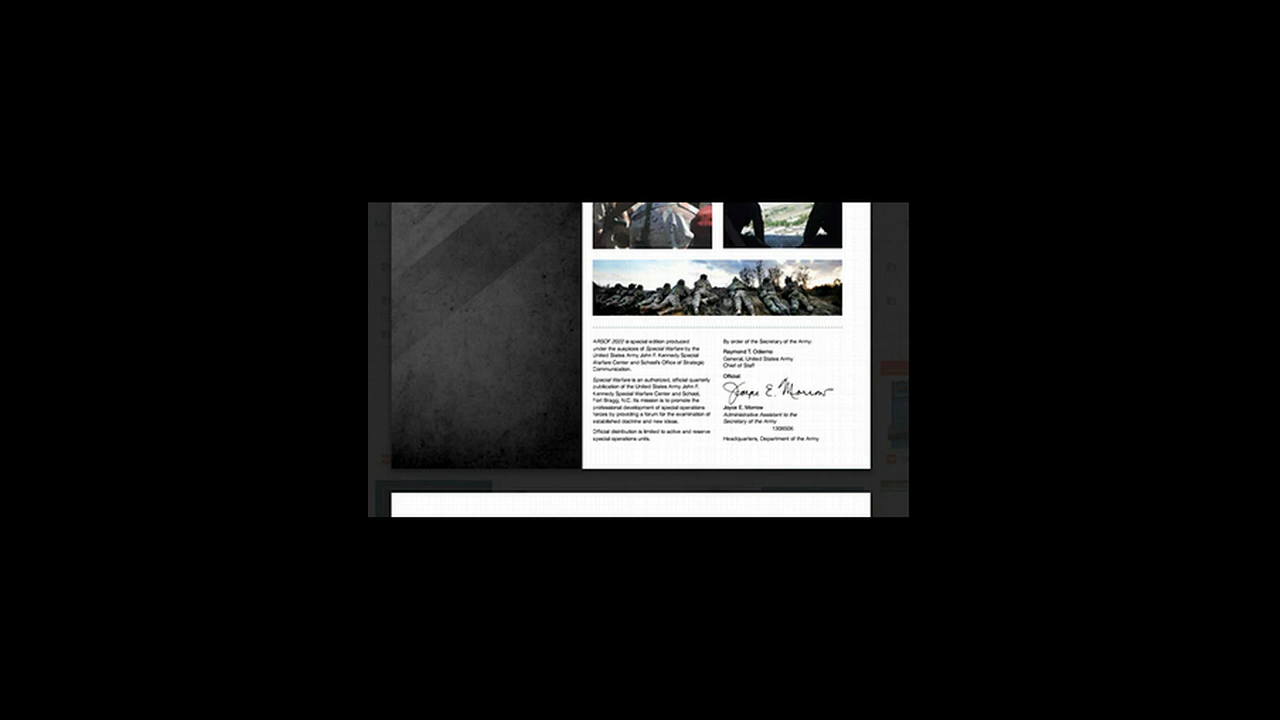 ARSOF 2022 is special edition produced
under the auspices of Special Warfare by the
United States Army John F. Kennedy Special
Warfare Center and School's Office of Strategic
Communication.
Special Warfare is an authorized, official quarterly
publication of the United States Army John F.
Kennedy Special Warfare Center and School,
Fort Bragg, N.C. Its mission is to promote the
professional development of special operations
forces by providing a forum for the examination of
established doctrine and new ideas.
Official distribution is limited to active and reserve
special operations units.
By order of the Secretary of the Army:
Raymond T. Odierno
General, United States Army
Chief of Staff
Official:
Joyce E. Morrow
Joyce E. Morrow
Administrative Assistant to the
Secretary of the Army
Headquarters, Department of the Army